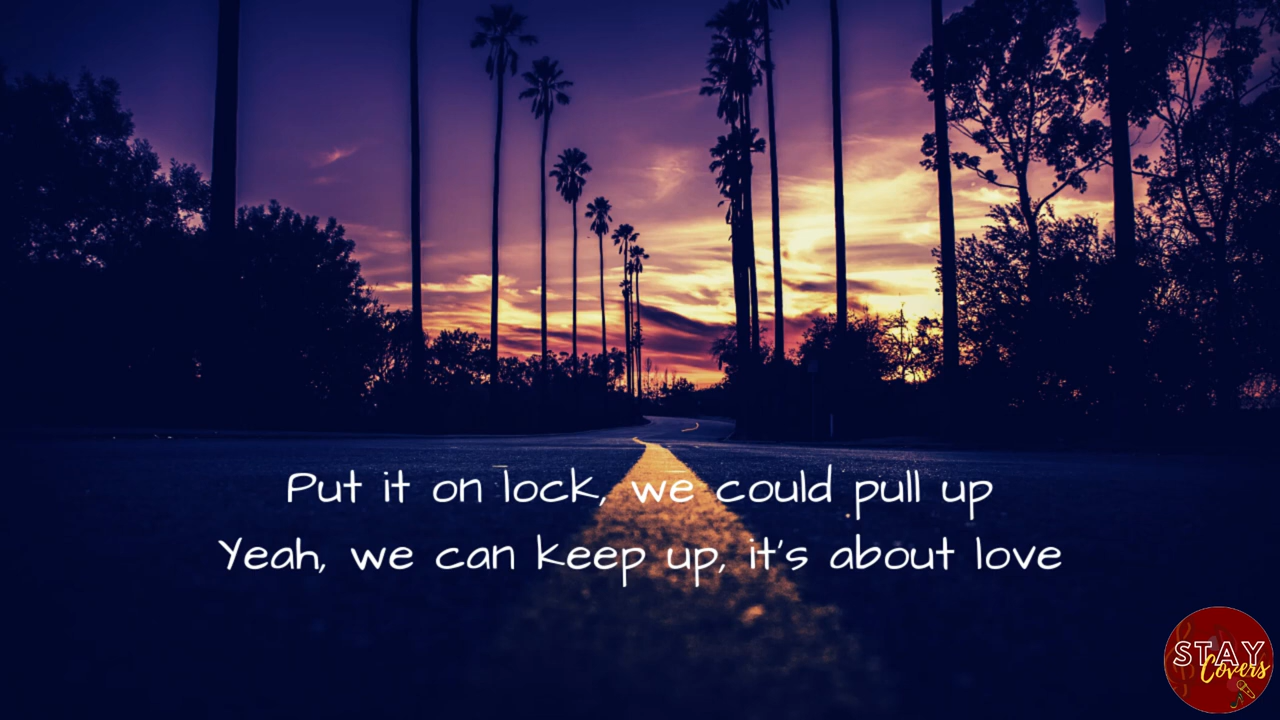 Put it on lock, we could pull up
Yeah, we can keep up, it's about love
STAY
Covers